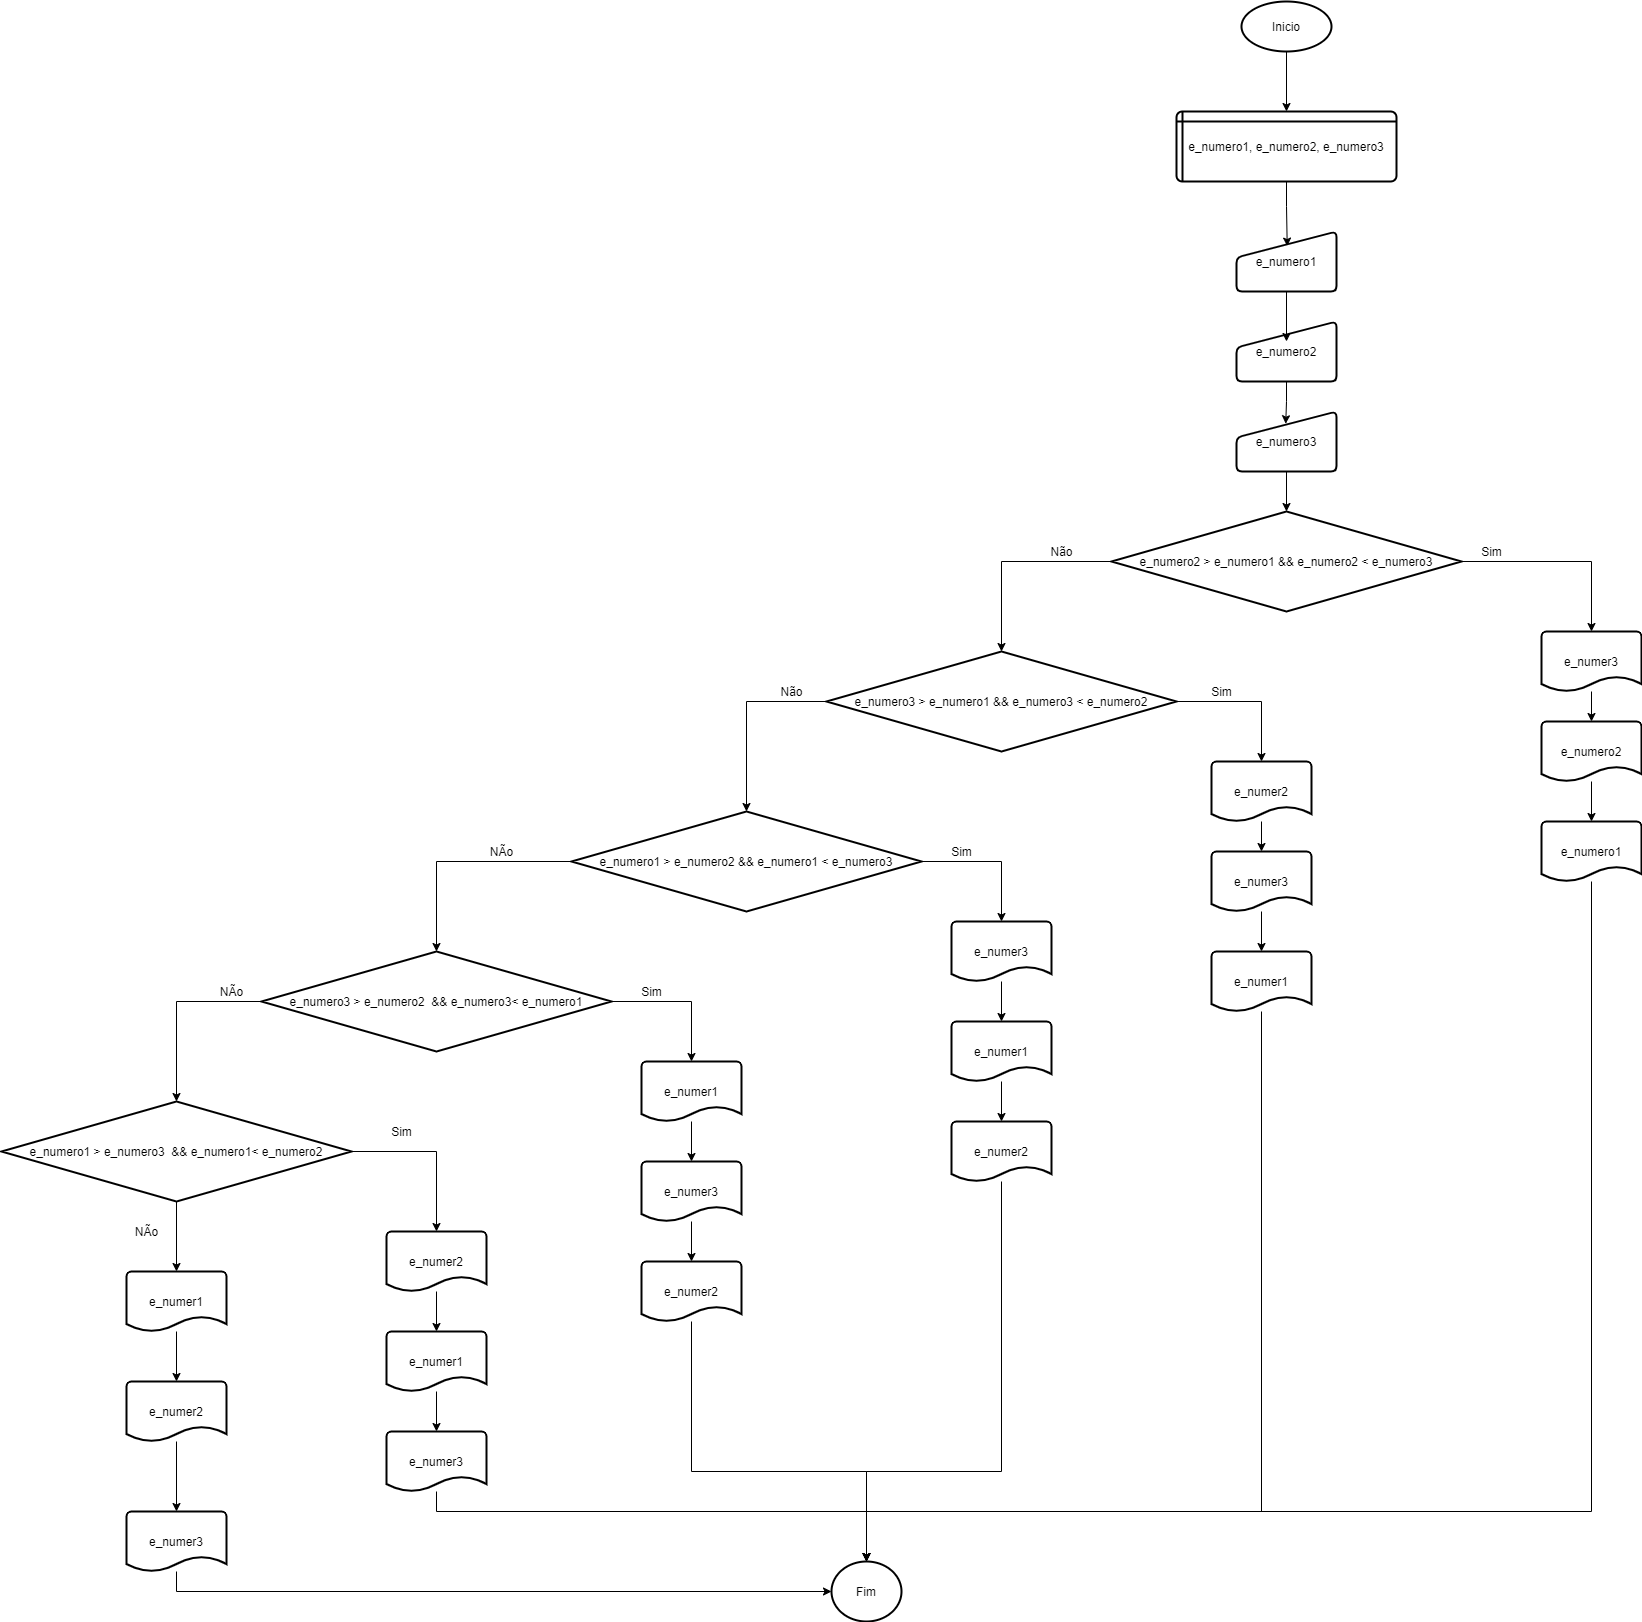 Inicio
e_numero1, e_numero2, e_numero3
e_numero1
e_numero2
e_numero3
Não
e_numero2 > e_numero1 && e_numero2 < e_numero3
Sim
e_numer3
e_numero2
e_numero1
Não
e_numero3 > e_numero1 && e_numero3 < e_numero2
Sim
e_numer2
e_numer3
e_numer1
NÃo
e_numero1 > e_numero2 && e_numero1 < e_numero3
Sim
e_numer3
e_numer1
e_numer2
NÃo
e_numero3 > e_numero2  && e_numero3< e_numero1
Sim
e_numer1
e_numer3
e_numer2
e_numero1 > e_numero3  && e_numero1< e_numero2
Sim
e_numer2
e_numer1
e_numer3
NÃo
e_numer1
e_numer2
e_numer3
Fim